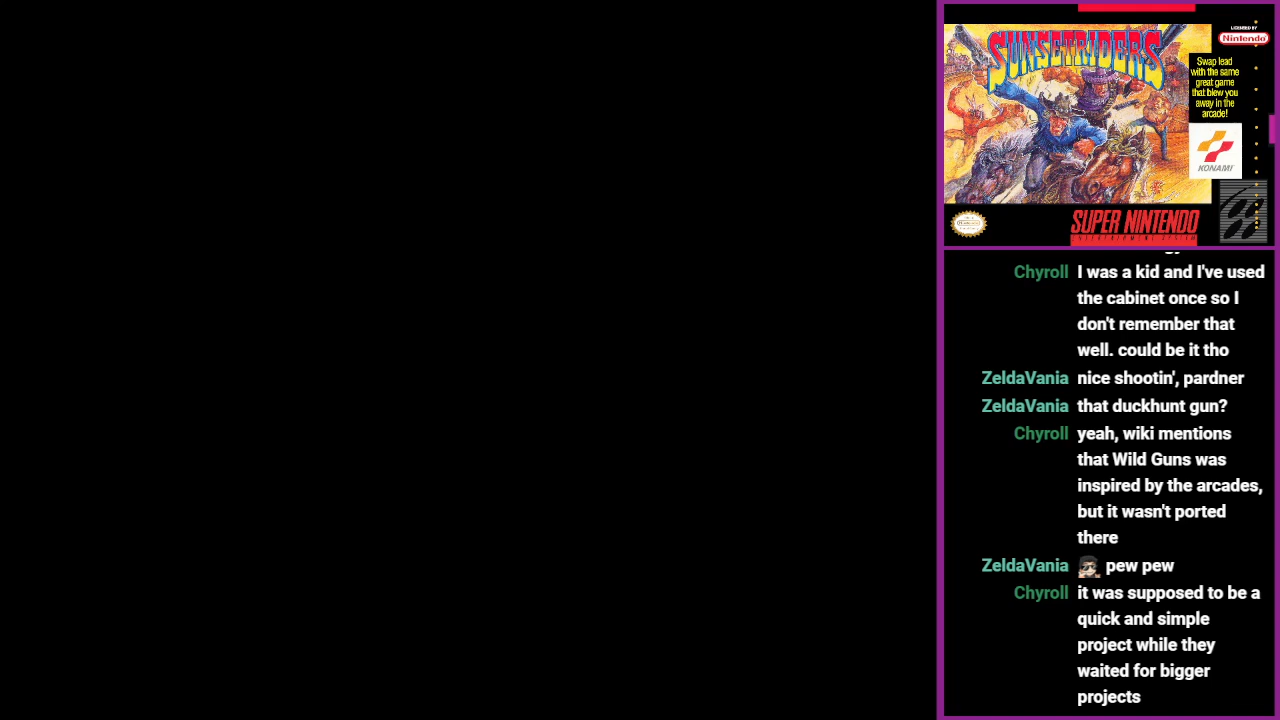 SUNSETRIDERS
LICENSED BY
Nintendo
Swap lead
with the same
great game
that blew you
away in the
arcade!
KONAMI
SUPER NINTENDO
ENTERTAINMENT SYSTEM
Chyroll I was a kid and I've used
the cabinet once so I
don't remember that
well. could be it tho
ZeldaVania nice shootin', pardner
ZeldaVania that duckhunt gun?
Chyroll yeah, wiki mentions
that Wild Guns was
inspired by the arcades,
but it wasn't ported
there
ZeldaVania pew pew
Chyroll it was supposed to be a
quick and simple
project while they
waited for bigger
projects